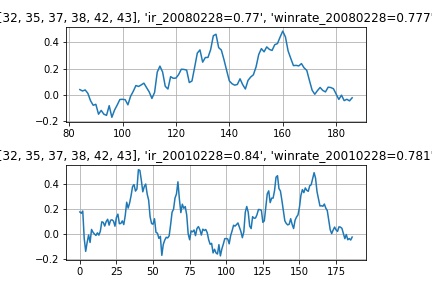 [32, 35, 37, 38, 42, 43], 'ir_20080228=0.77', 'winrate_20080228=0.777'
0.4
0.2
0.0
−0.2
80 100 120 140 160 180
[32, 35, 37, 38, 42, 43], 'ir_20010228=0.84', 'winrate_20010228=0.781'
0.4
0.2
0.0
−0.2
0 25 50 75 100 125 150 175